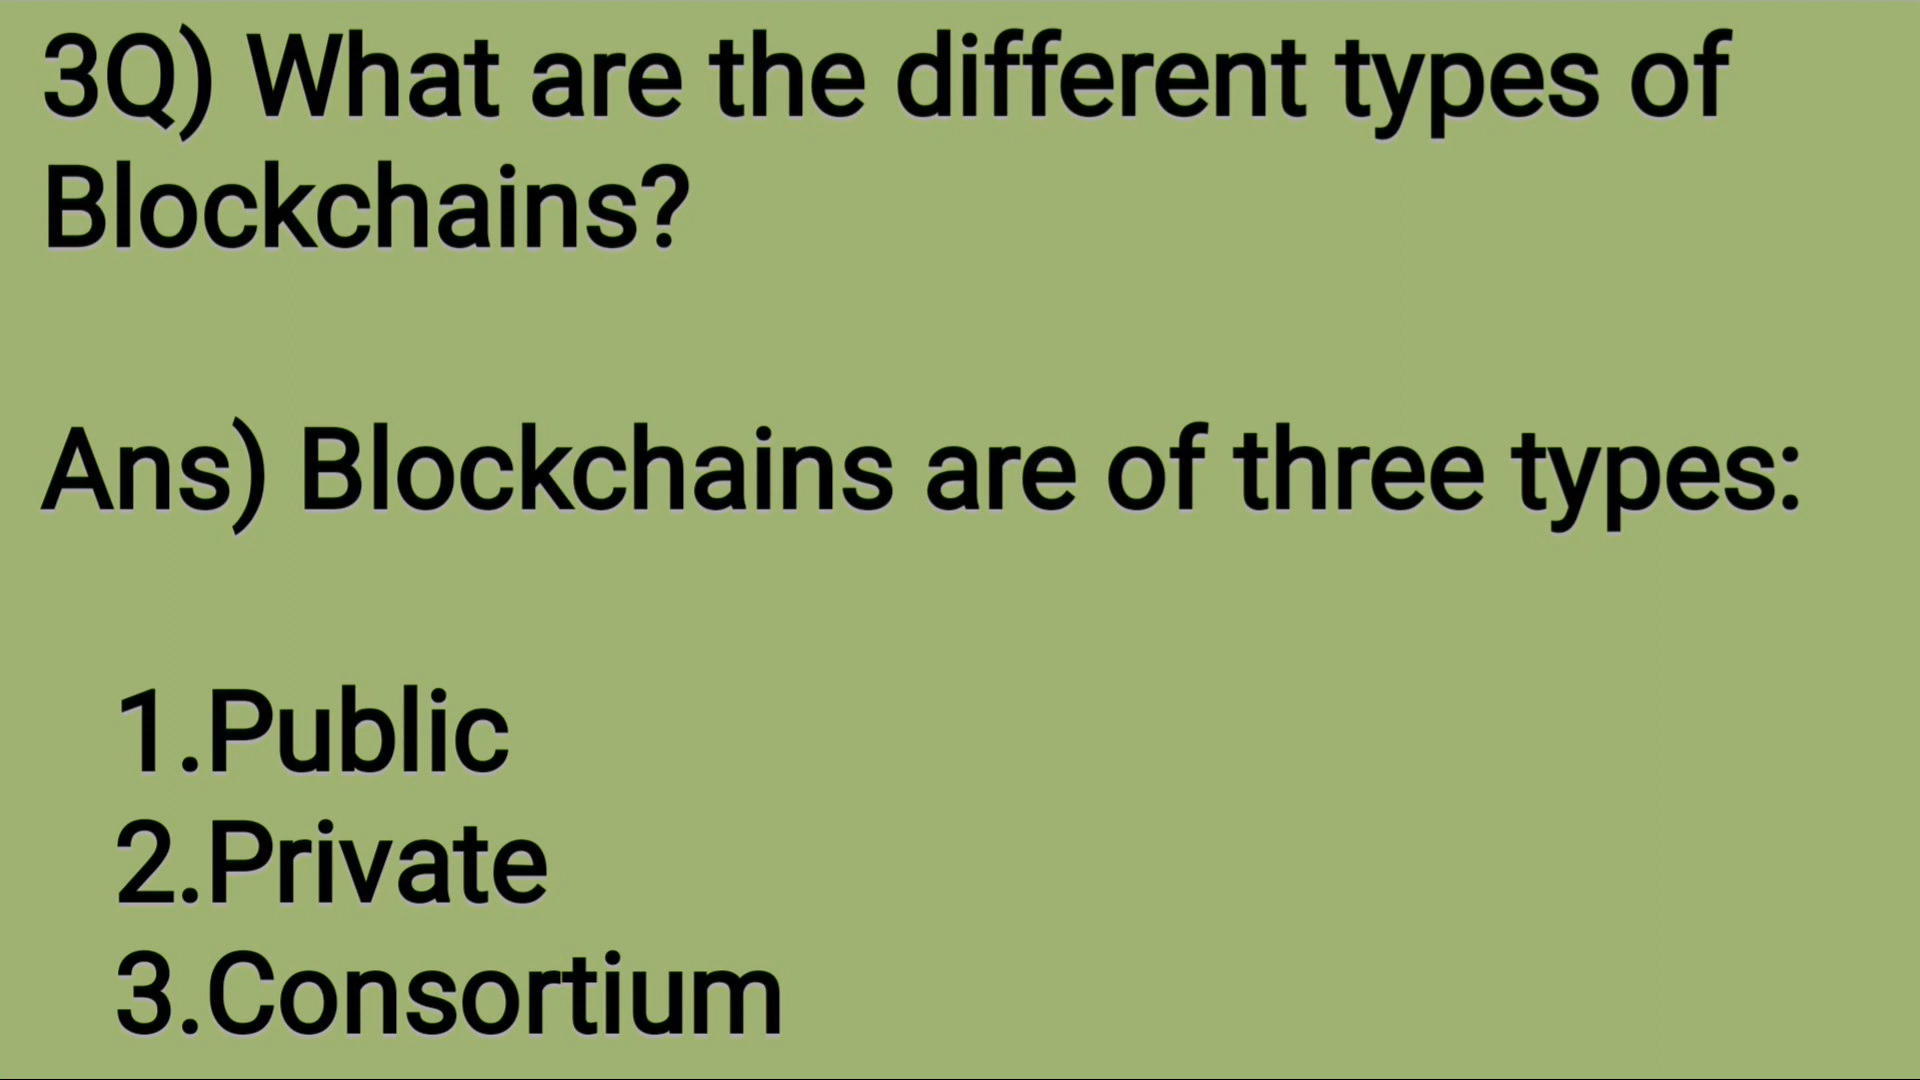 3Q) What are the different types of
Blockchains?
Ans) Blockchains are of three types:
1.Public
2.Private
3.Consortium